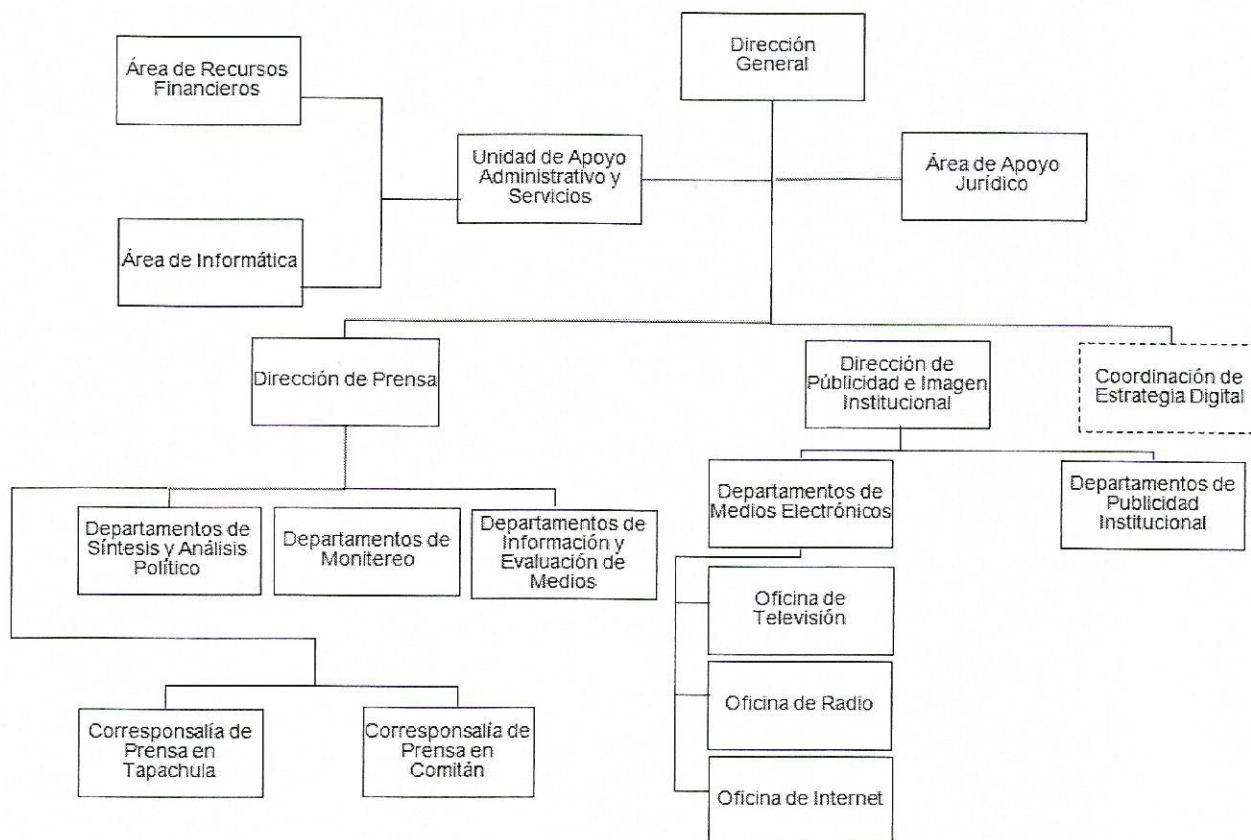 Dirección
General
Área de Recursos
Financieros
Unidad de Apoyo
Administrativo y
Servicios
Área de Apoyo
Jurídico
Área de Informática
Dirección de Prensa
Dirección de
Públicidad e Imagen
Institucional
Coordinación de
Estrategia Digital
Departamentos de
Síntesis y Análisis
Político
Departamentos de
Monitereo
Departamentos de
Información y
Evaluación de
Medios
Departamentos de
Medios Electrónicos
Departamentos de
Publicidad
Institucional
Oficina de
Televisión
Oficina de Radio
Oficina de Internet
Corresponsalía de
Prensa en
Tapachula
Corresponsalía de
Prensa en
Comitán